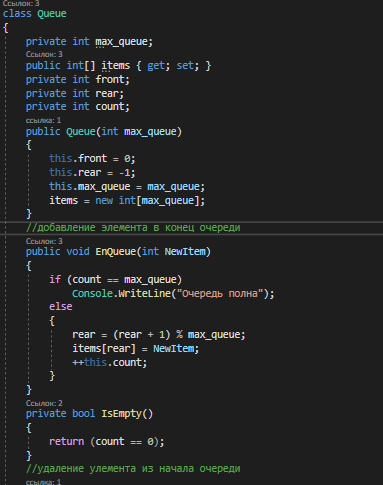 Ссылок: 3
class Queue
{
private int max_queue;
Ссылок: 3
public int[] items { get; set; }
private int front;
private int rear;
private int count;
ссылка: 1
public Queue(int max_queue)
{
this.front = 0;
this.rear = -1;
this.max_queue = max_queue;
items = new int[max_queue];
}
//добавление элемента в конец очереди
Ссылок: 3
public void EnQueue(int NewItem)
{
if (count == max_queue)
Console.WriteLine("Очередь полна");
else
{
rear = (rear + 1) % max_queue;
items[rear] = NewItem;
++this.count;
}
}
Ссылок: 2
private bool IsEmpty()
{
return (count == 0);
}
//удаление улемента из начала очереди
ссылка: 1